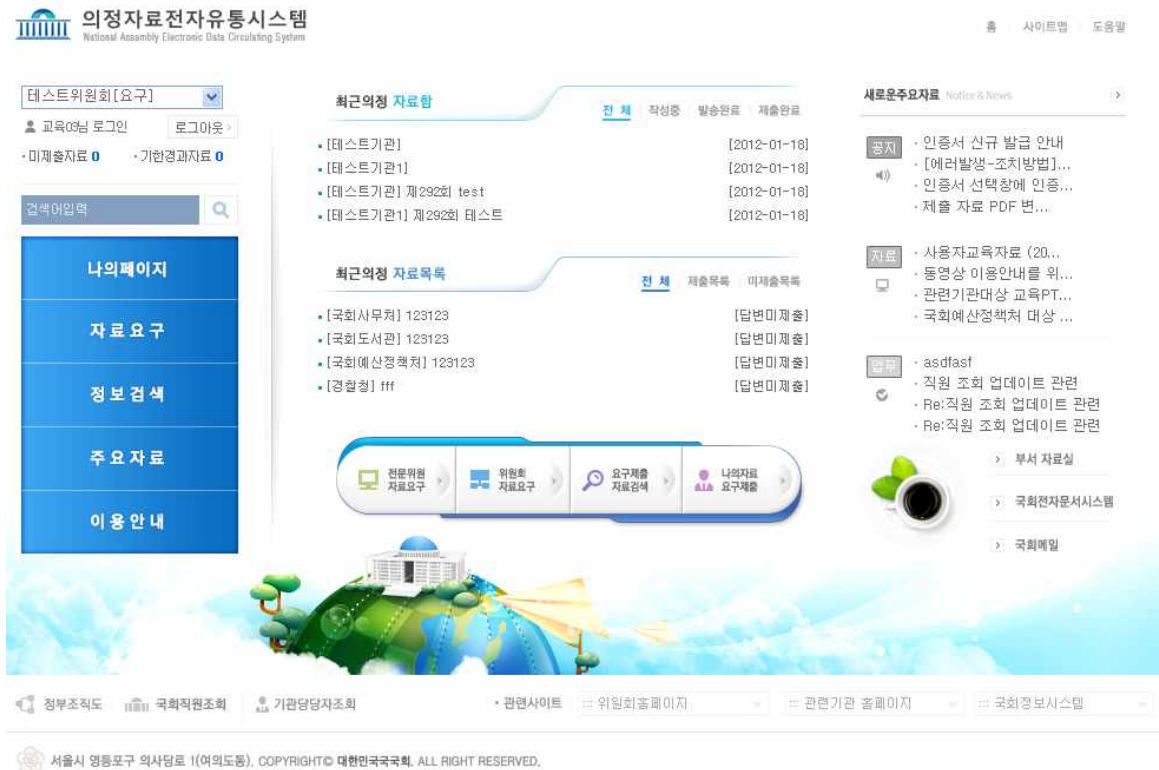 의정자료전자유통시스템
National Assembly Electronic Data Circulating System
홈 사이트맵 도움말
테스트위원회[요구]
교육09님 로그인 로그아웃
·미제출자료 0 ·기한경과자료 0
검색어입력
나의페이지
자료요구
정보검색
주요자료
이용안내
최근의정 자료함
전 체 작성중 발송완료 제출완료
[테스트기관] [2012-01-18]
[테스트기관1] [2012-01-18]
[테스트기관] 제292회 test [2012-01-18]
[테스트기관1] 제292회 테스트 [2012-01-18]
최근의정 자료목록
전 체 제출목록 미제출목록
[국회사무처] 123123 [답변미제출]
[국회도서관] 123123 [답변미제출]
[국회예산정책처] 123123 [답변미제출]
[경찰청] fff [답변미제출]
전문위원 자료요구
위원회 자료요구
요구제출 자료검색
나의자료 요구제출
새로운주요자료 Notice & News
공지
· 인증서 신규 발급 안내
· [에러발생-조치방법]...
· 인증서 선택창에 인증...
· 제출 자료 PDF 변...
자료
· 사용자교육자료 (20...
· 동영상 이용안내를 위...
· 관련기관대상 교육PT...
· 국회예산정책처 대상 ...
업무
· asdfasf
· 직원 조회 업데이트 관련
· Re:직원 조회 업데이트 관련
· Re:직원 조회 업데이트 관련
부서 자료실
국회전자문서시스템
국회메일
정부조직도 국회직원조회 기관담당자조회 · 관련사이트 ::: 위원회홈페이지 ::: 관련기관 홈페이지 ::: 국회정보시스템
서울시 영등포구 의사당로 1(여의도동), COPYRIGHT© 대한민국국회. ALL RIGHT RESERVED.